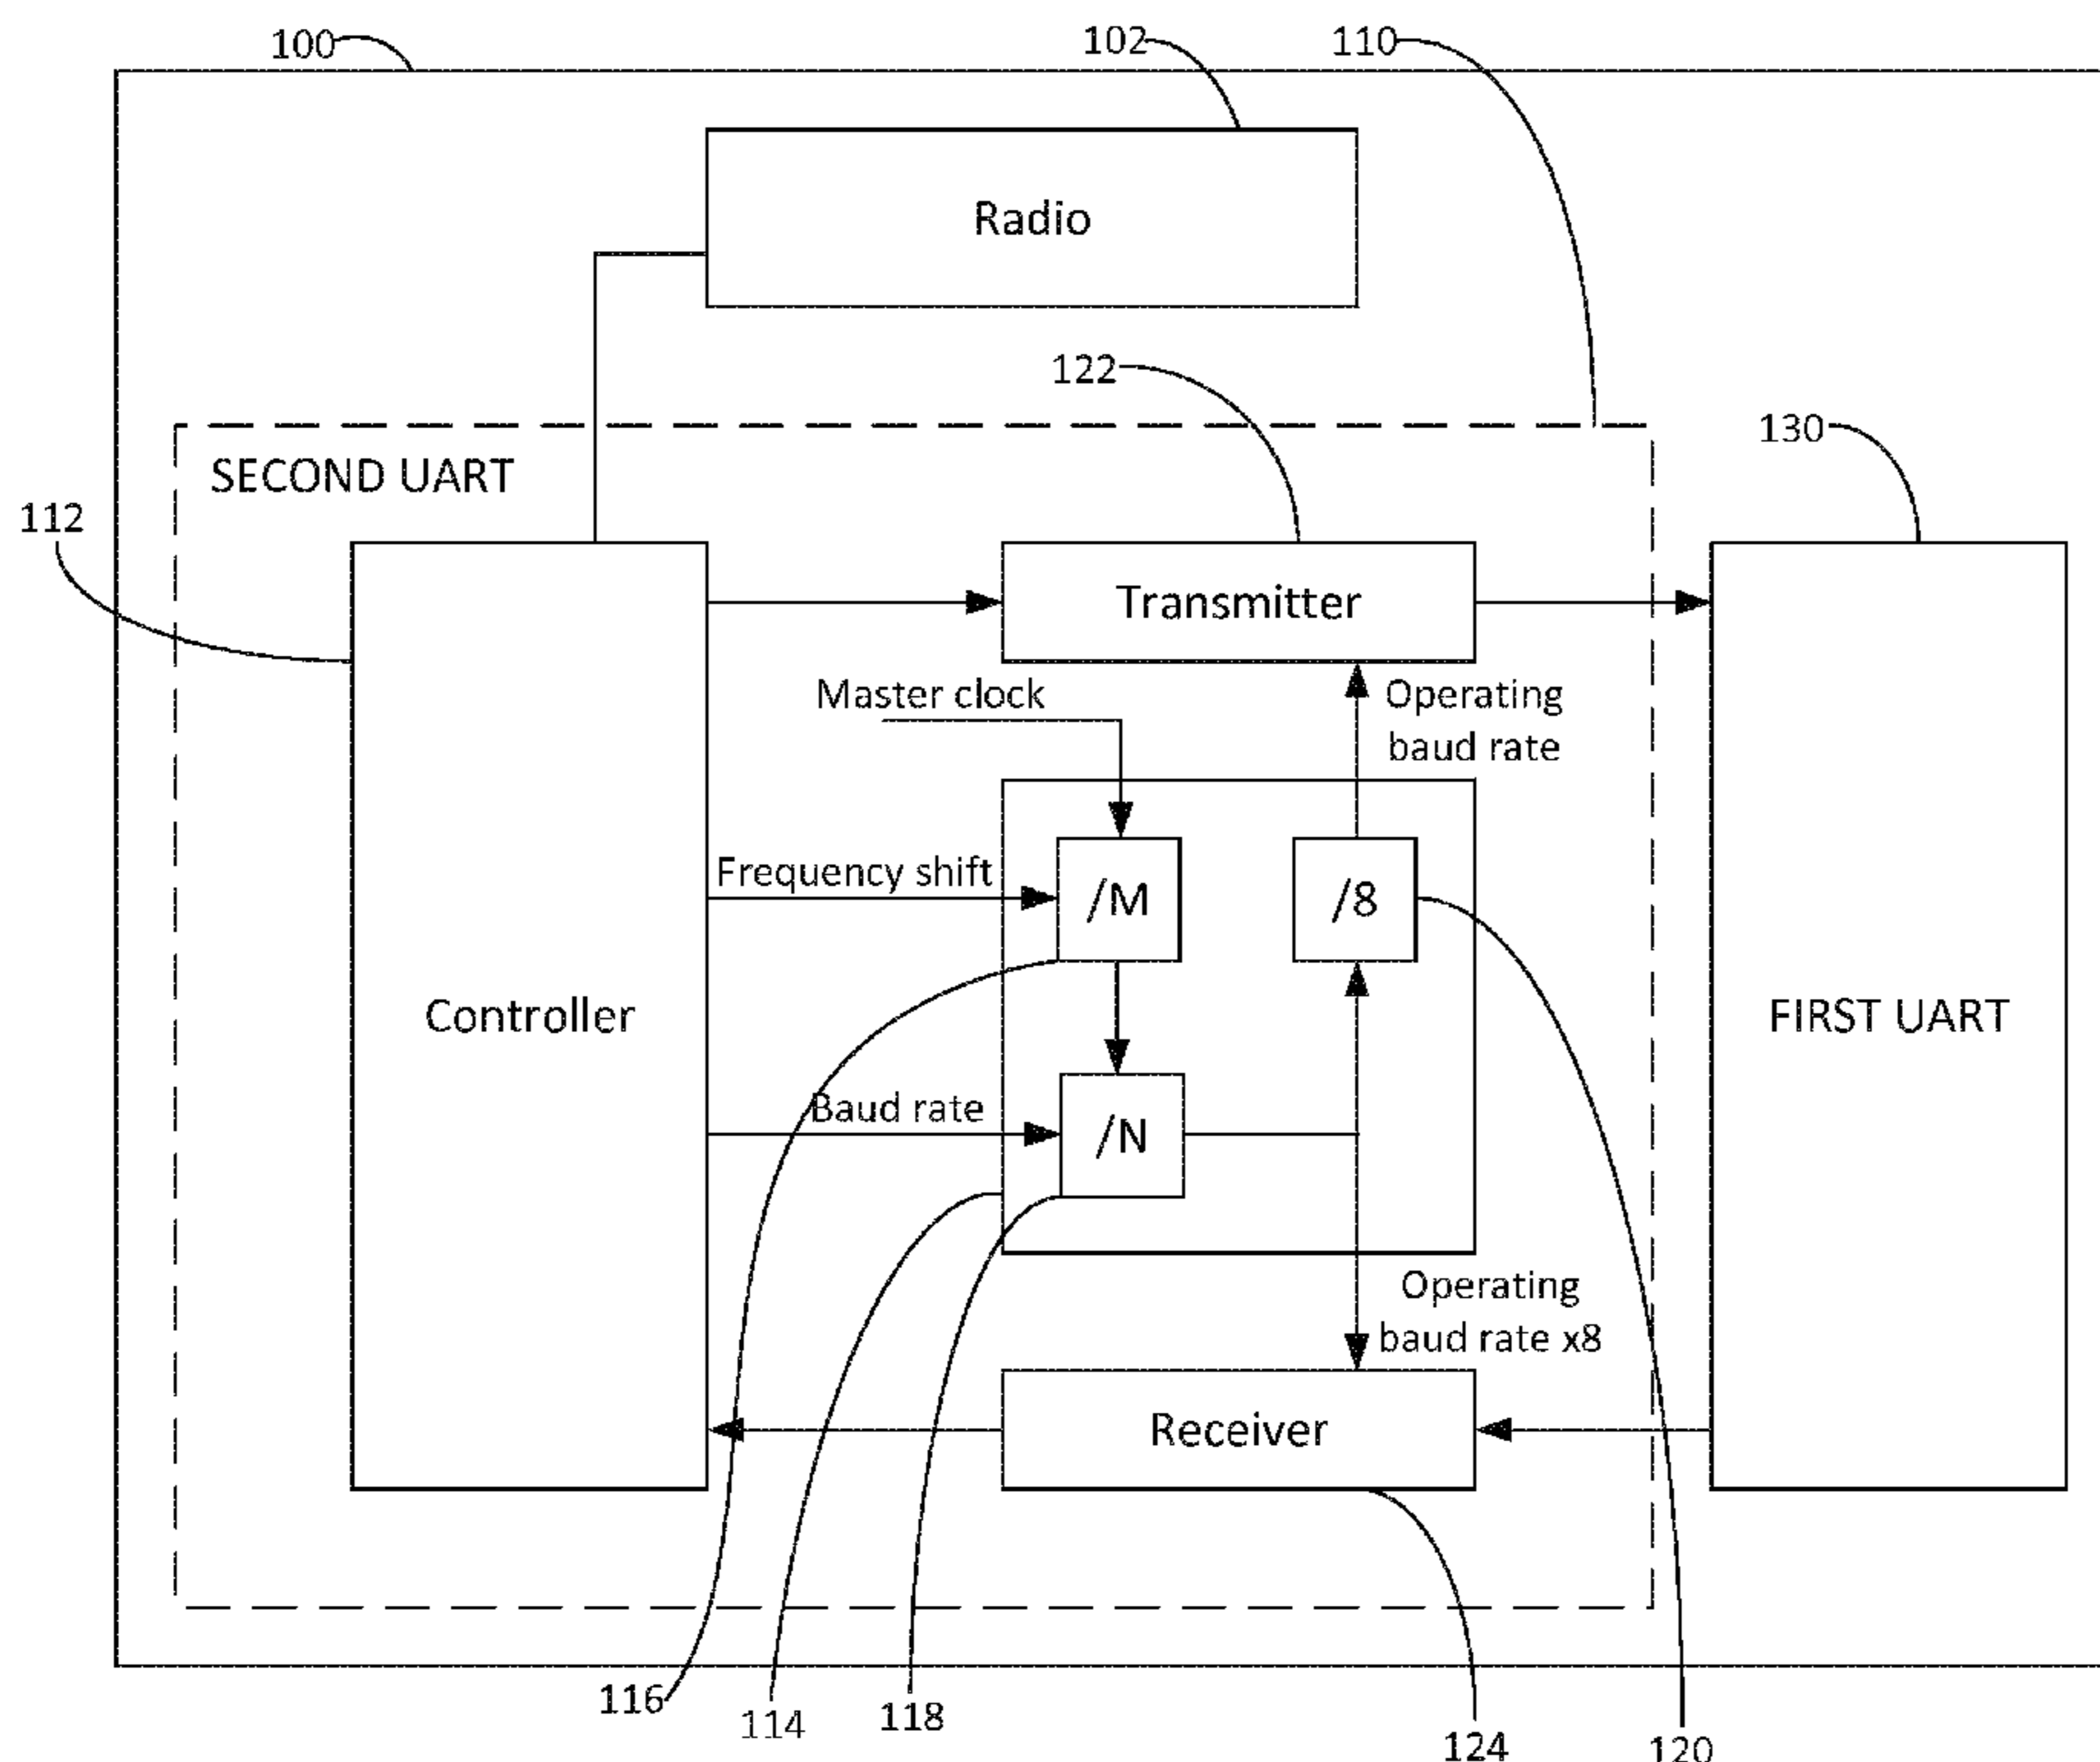 100
102
110
Radio
122
130
SECOND UART
112
Transmitter
Master clock
Operating
baud rate
Frequency shift
/M
/8
Controller
FIRST UART
Baud rate
/N
Operating
baud rate x8
Receiver
116
114
118
124
120